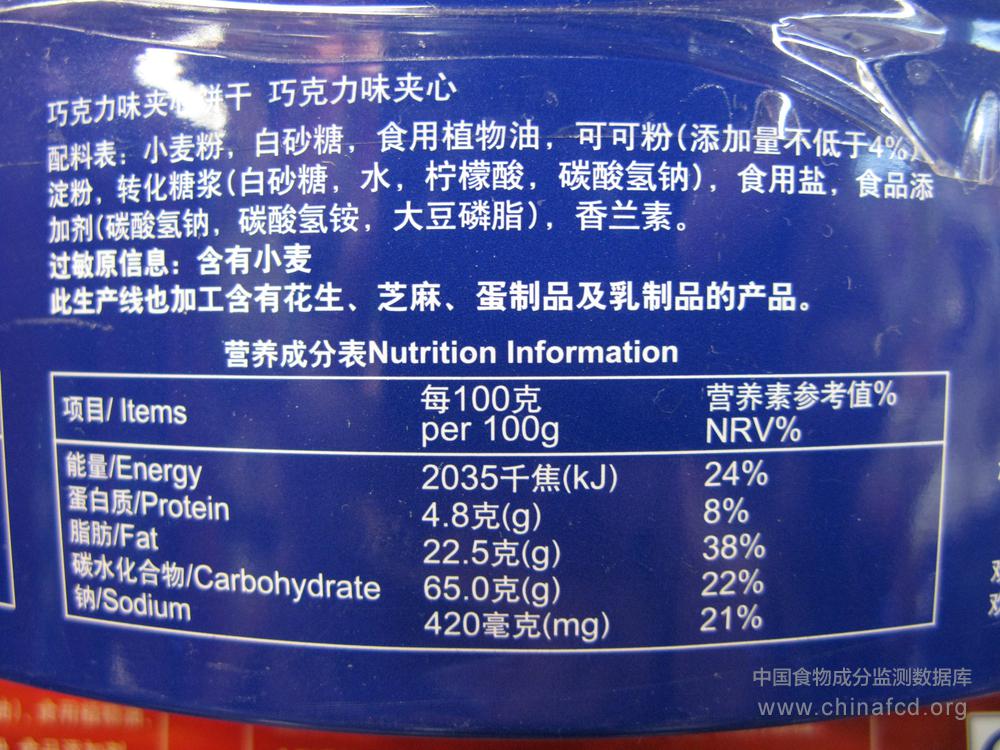 巧克力味夹心饼干 巧克力味夹心
配料表：小麦粉，白砂糖，食用植物油，可可粉(添加量不低于4%)，
淀粉，转化糖浆(白砂糖，水，柠檬酸，碳酸氢钠)，食用盐，食品添
加剂(碳酸氢钠，碳酸氢铵，大豆磷脂)，香兰素。
过敏原信息：含有小麦
此生产线也加工含有花生、芝麻、蛋制品及乳制品的产品。
营养成分表Nutrition Information
项目/ Items 每100克 per 100g 营养素参考值% NRV%
能量/Energy 2035千焦(kJ) 24%
蛋白质/Protein 4.8克(g) 8%
脂肪/Fat 22.5克(g) 38%
碳水化合物/Carbohydrate 65.0克(g) 22%
钠/Sodium 420毫克(mg) 21%
中国食物成分监测数据库
www.chinafcd.org